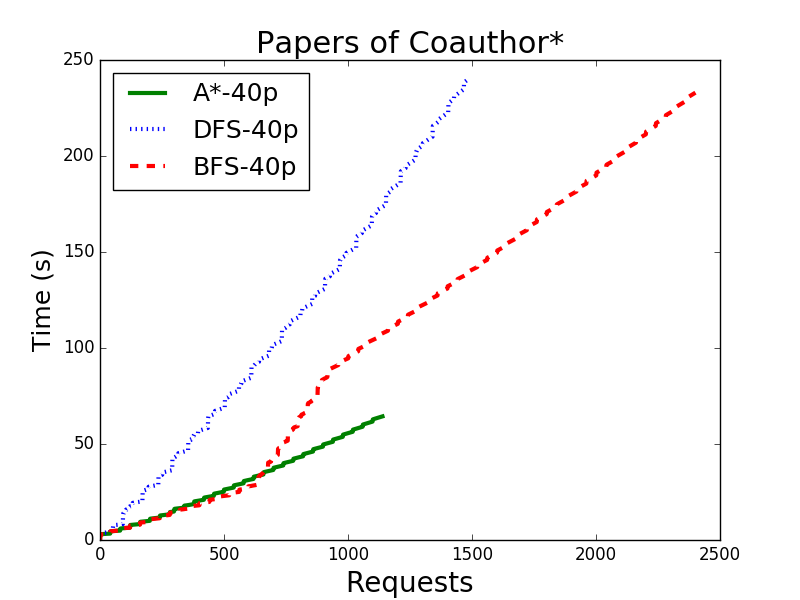 Papers of Coauthor*
250
200
150
100
50
0
Time (s)
A*-40p
DFS-40p
BFS-40p
0 500 1000 1500 2000 2500
Requests